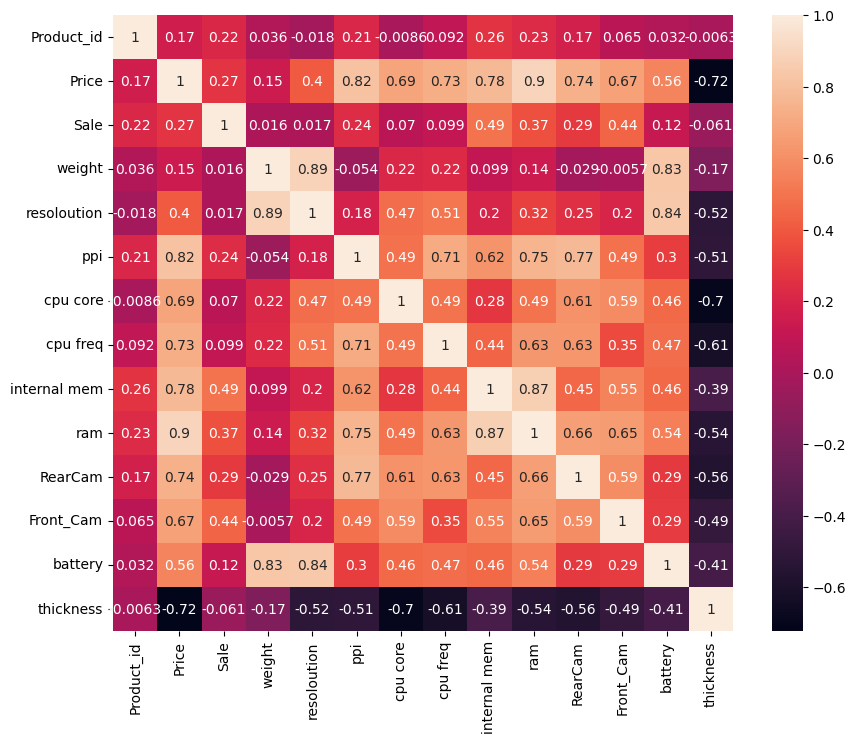 Product_id 1 0.17 0.22 0.036 -0.018 0.21 -0.0086 0.092 0.26 0.23 0.17 0.065 0.032 -0.0063
Price 0.17 1 0.27 0.15 0.4 0.82 0.69 0.73 0.78 0.9 0.74 0.67 0.56 -0.72
Sale 0.22 0.27 1 0.016 0.017 0.24 0.07 0.099 0.49 0.37 0.29 0.44 0.12 -0.061
weight 0.036 0.15 0.016 1 0.89 -0.054 0.22 0.22 0.099 0.14 -0.029 -0.0057 0.83 -0.17
resoloution -0.018 0.4 0.017 0.89 1 0.18 0.47 0.51 0.2 0.32 0.25 0.2 0.84 -0.52
ppi 0.21 0.82 0.24 -0.054 0.18 1 0.49 0.71 0.62 0.75 0.77 0.49 0.3 -0.51
cpu core -0.0086 0.69 0.07 0.22 0.47 0.49 1 0.49 0.28 0.49 0.61 0.59 0.46 -0.7
cpu freq 0.092 0.73 0.099 0.22 0.51 0.71 0.49 1 0.44 0.63 0.63 0.35 0.47 -0.61
internal mem 0.26 0.78 0.49 0.099 0.2 0.62 0.28 0.44 1 0.87 0.45 0.55 0.46 -0.39
ram 0.23 0.9 0.37 0.14 0.32 0.75 0.49 0.63 0.87 1 0.66 0.65 0.54 -0.54
RearCam 0.17 0.74 0.29 -0.029 0.25 0.77 0.61 0.63 0.45 0.66 1 0.59 0.29 -0.56
Front_Cam 0.065 0.67 0.44 -0.0057 0.2 0.49 0.59 0.35 0.55 0.65 0.59 1 0.29 -0.49
battery 0.032 0.56 0.12 0.83 0.84 0.3 0.46 0.47 0.46 0.54 0.29 0.29 1 -0.41
thickness -0.0063 -0.72 -0.061 -0.17 -0.52 -0.51 -0.7 -0.61 -0.39 -0.54 -0.56 -0.49 -0.41 1
Product_id
Price
Sale
weight
resoloution
ppi
cpu core
cpu freq
internal mem
ram
RearCam
Front_Cam
battery
thickness
1.0
0.8
0.6
0.4
0.2
0.0
−0.2
−0.4
−0.6